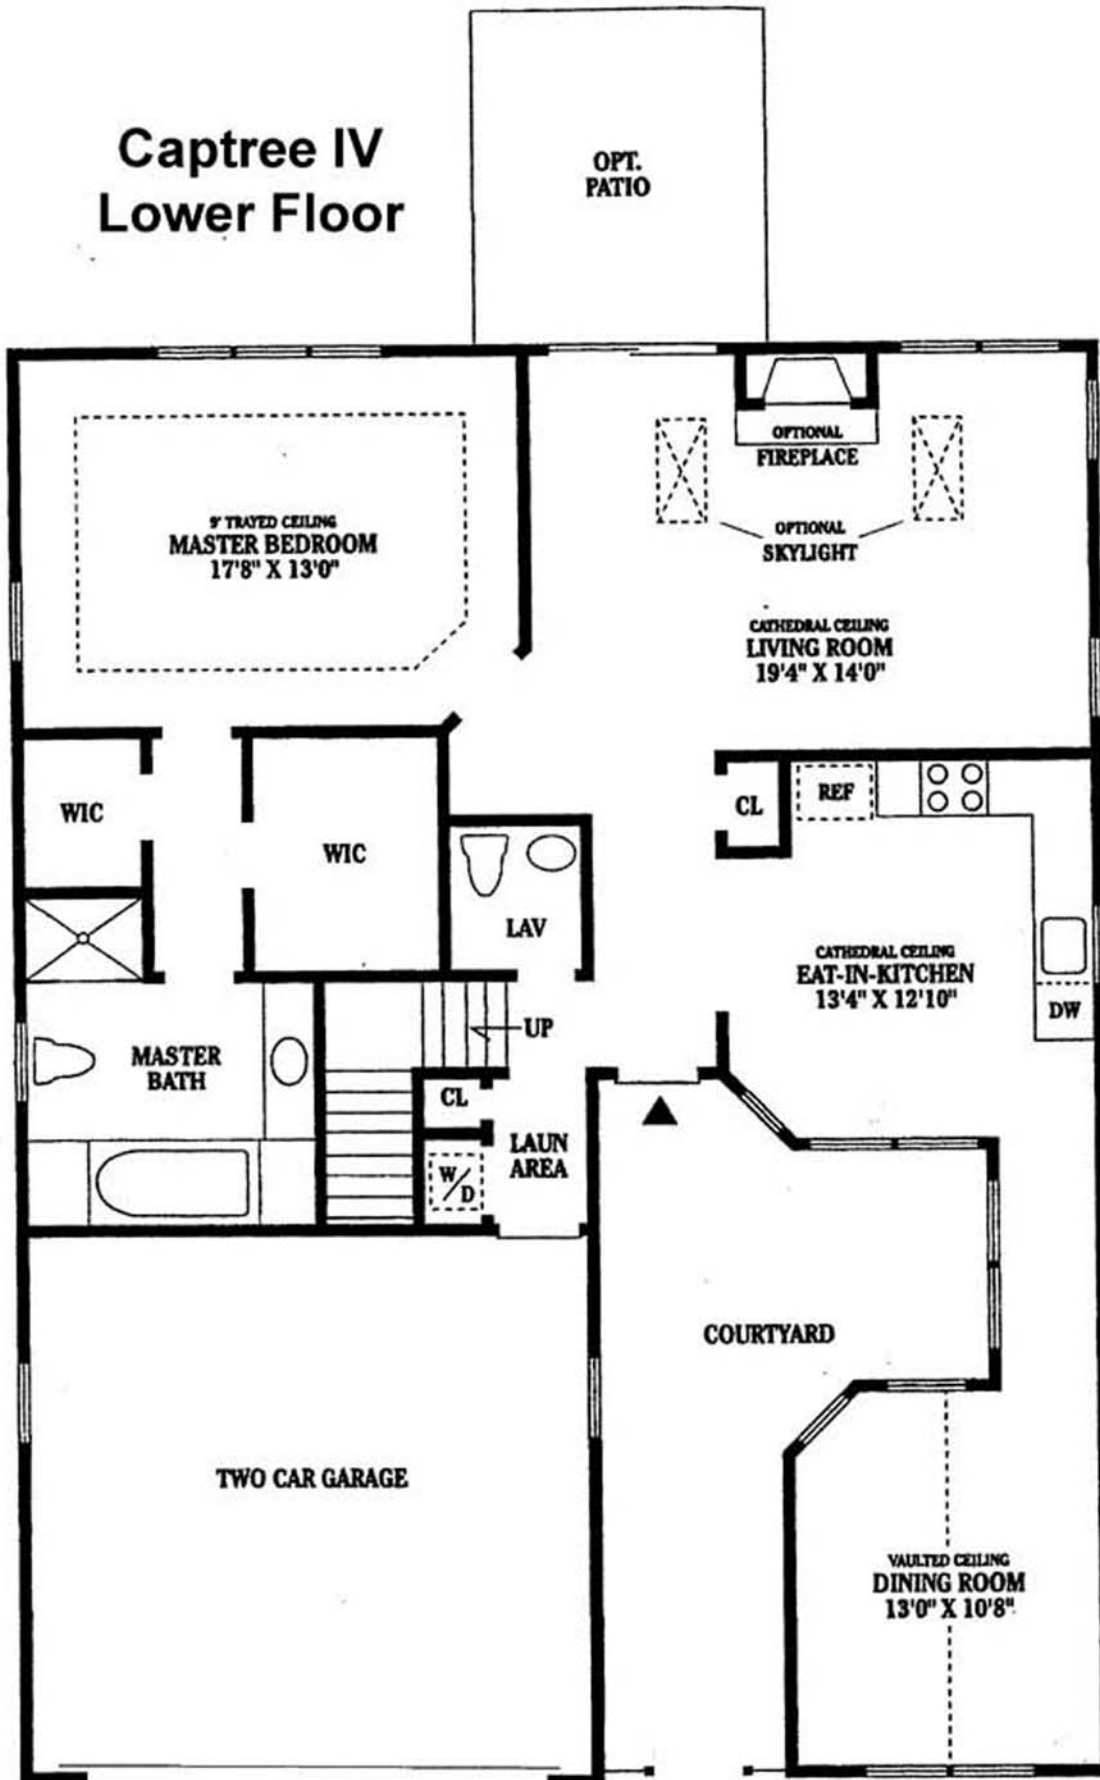 Captree IV
Lower Floor
OPT.
PATIO
OPTIONAL
FIREPLACE
OPTIONAL
SKYLIGHT
9' TRAYED CEILING
MASTER BEDROOM
17'8" X 13'0"
CATHEDRAL CEILING
LIVING ROOM
19'4" X 14'0"
WIC
WIC
CL
REF
LAV
CATHEDRAL CEILING
EAT-IN-KITCHEN
13'4" X 12'10"
DW
UP
MASTER
BATH
CL
LAUN
AREA
W/D
COURTYARD
TWO CAR GARAGE
VAULTED CEILING
DINING ROOM
13'0" X 10'8"